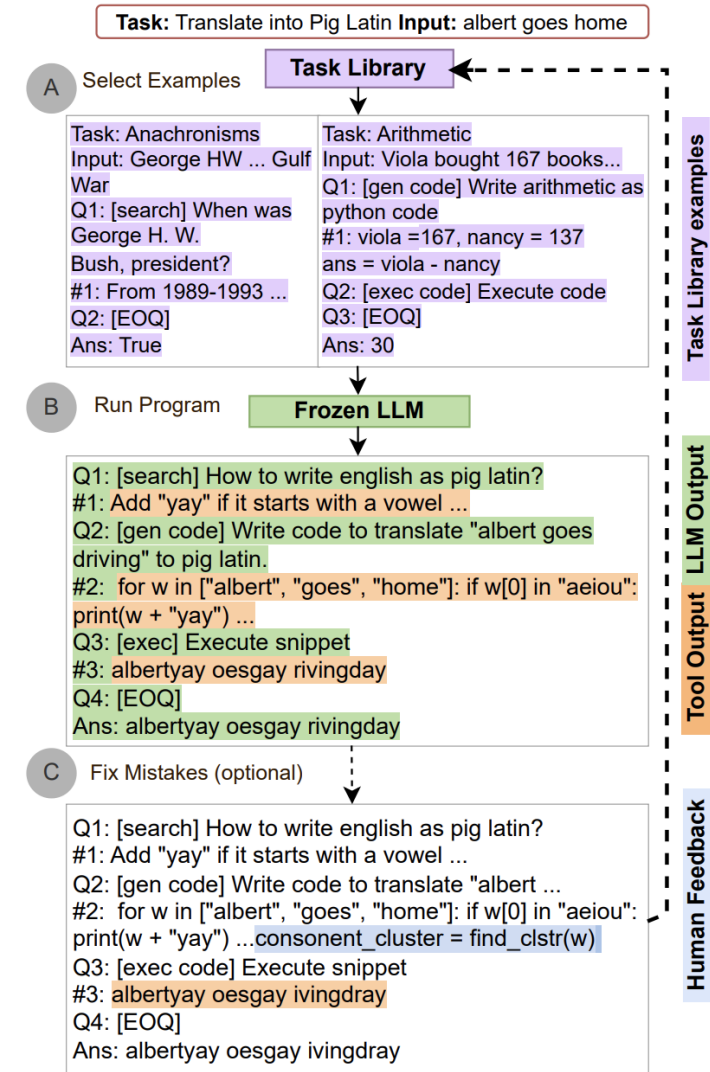 Task: Translate into Pig Latin Input: albert goes home
A
Select Examples
Task Library
Task: Anachronisms
Input: George HW ... Gulf
War
Q1: [search] When was
George H. W.
Bush, president?
#1: From 1989-1993 ...
Q2: [EOQ]
Ans: True
Task: Arithmetic
Input: Viola bought 167 books...
Q1: [gen code] Write arithmetic as
python code
#1: viola =167, nancy = 137
ans = viola - nancy
Q2: [exec code] Execute code
Q3: [EOQ]
Ans: 30
Task Library examples
B
Run Program
Frozen LLM
Q1: [search] How to write english as pig latin?
#1: Add "yay" if it starts with a vowel ...
Q2: [gen code] Write code to translate "albert goes
driving" to pig latin.
#2: for w in ["albert", "goes", "home"]: if w[0] in "aeiou":
print(w + "yay") ...
Q3: [exec] Execute snippet
#3: albertyay oesgay rivingday
Q4: [EOQ]
Ans: albertyay oesgay rivingday
LLM Output
Tool Output
C
Fix Mistakes (optional)
Q1: [search] How to write english as pig latin?
#1: Add "yay" if it starts with a vowel ...
Q2: [gen code] Write code to translate "albert ...
#2: for w in ["albert", "goes", "home"]: if w[0] in "aeiou":
print(w + "yay") ...consonent_cluster = find_clstr(w)
Q3: [exec code] Execute snippet
#3: albertyay oesgay ivingdray
Q4: [EOQ]
Ans: albertyay oesgay ivingdray
Human Feedback